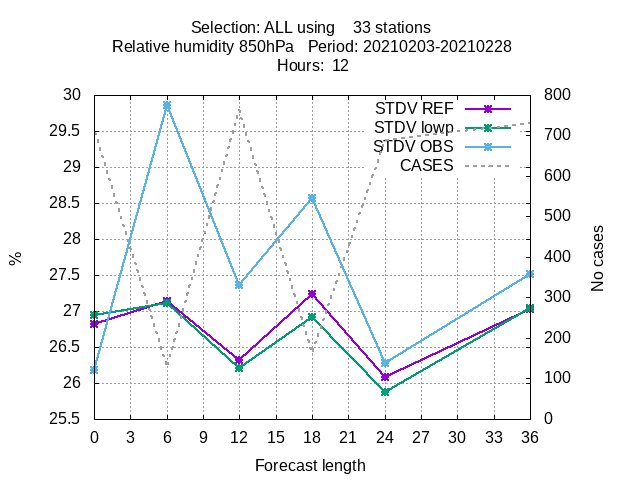 Selection: ALL using    33 stations
Relative humidity 850hPa   Period: 20210203-20210228
Hours:  12
30
29.5
29
28.5
28
27.5
27
26.5
26
25.5
%
STDV REF
STDV lowp
STDV OBS
CASES
800
700
600
500
400
300
200
100
0
No cases
0 3 6 9 12 15 18 21 24 27 30 33 36
Forecast length